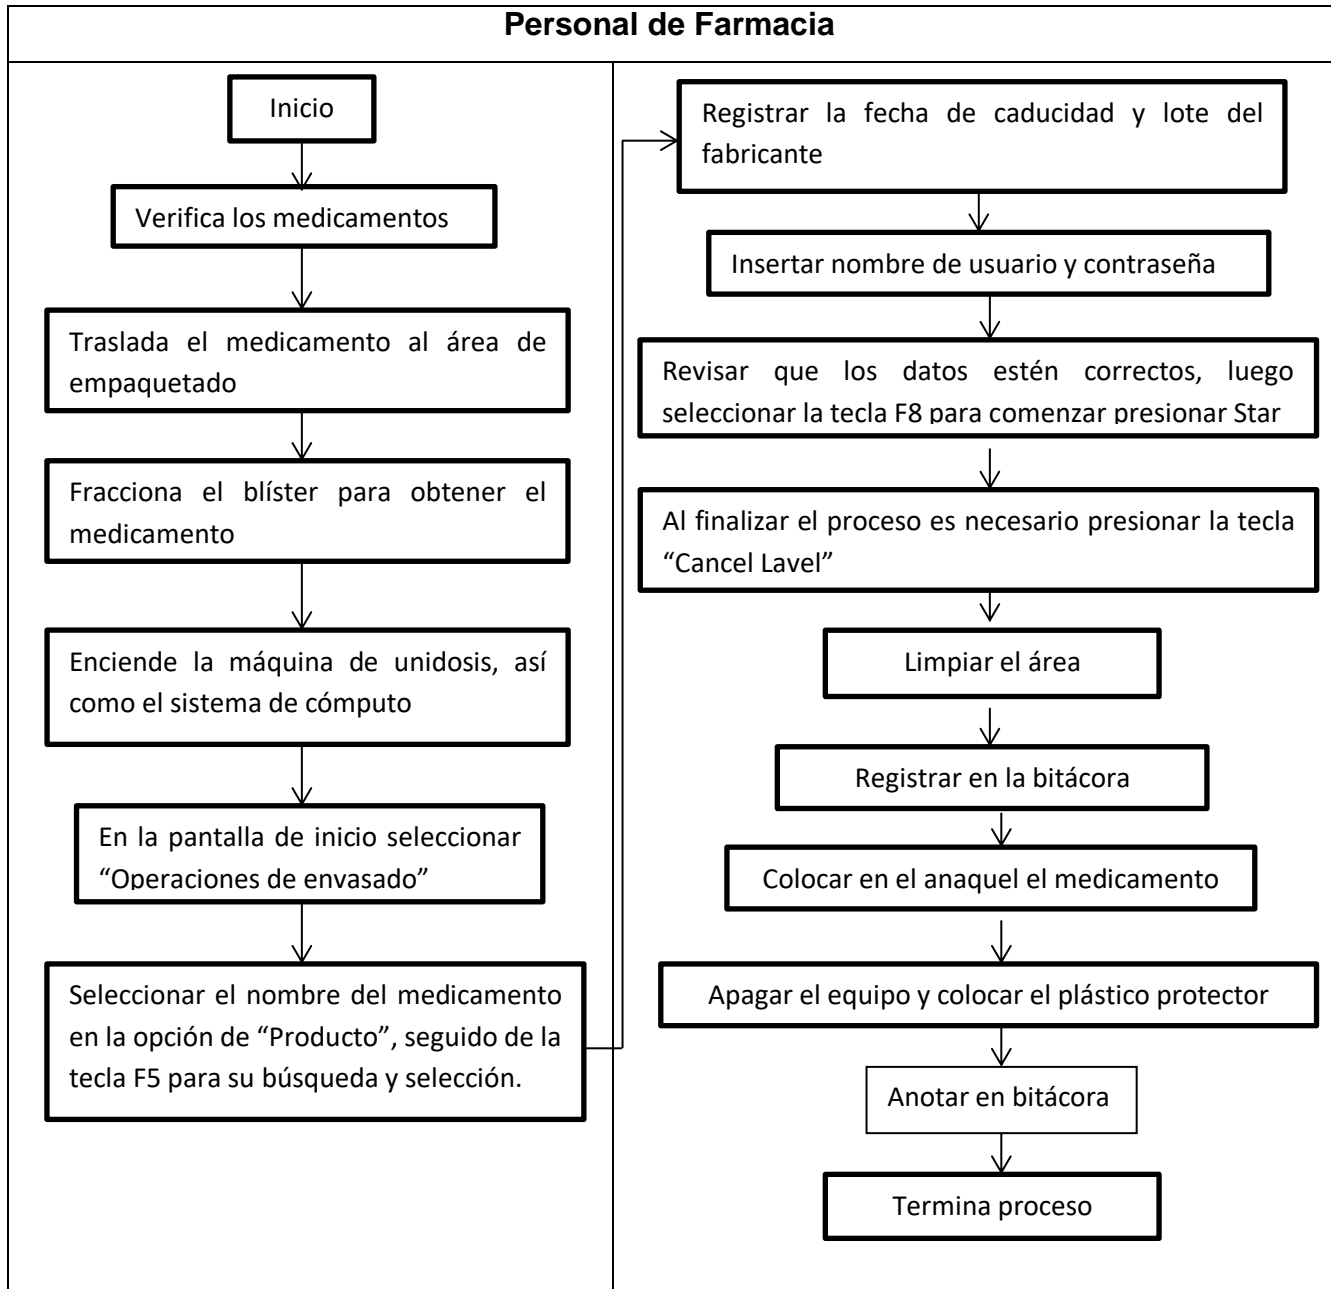 Personal de Farmacia
Inicio
Verifica los medicamentos
Traslada el medicamento al área de
empaquetado
Fracciona el blíster para obtener el
medicamento
Enciende la máquina de unidosis, así
como el sistema de cómputo
En la pantalla de inicio seleccionar
“Operaciones de envasado”
Seleccionar el nombre del medicamento
en la opción de “Producto”, seguido de la
tecla F5 para su búsqueda y selección.
Registrar la fecha de caducidad y lote del
fabricante
Insertar nombre de usuario y contraseña
Revisar que los datos estén correctos, luego
seleccionar la tecla F8 para comenzar presionar Star
Al finalizar el proceso es necesario presionar la tecla
“Cancel Lavel”
Limpiar el área
Registrar en la bitácora
Colocar en el anaquel el medicamento
Apagar el equipo y colocar el plástico protector
Anotar en bitácora
Termina proceso